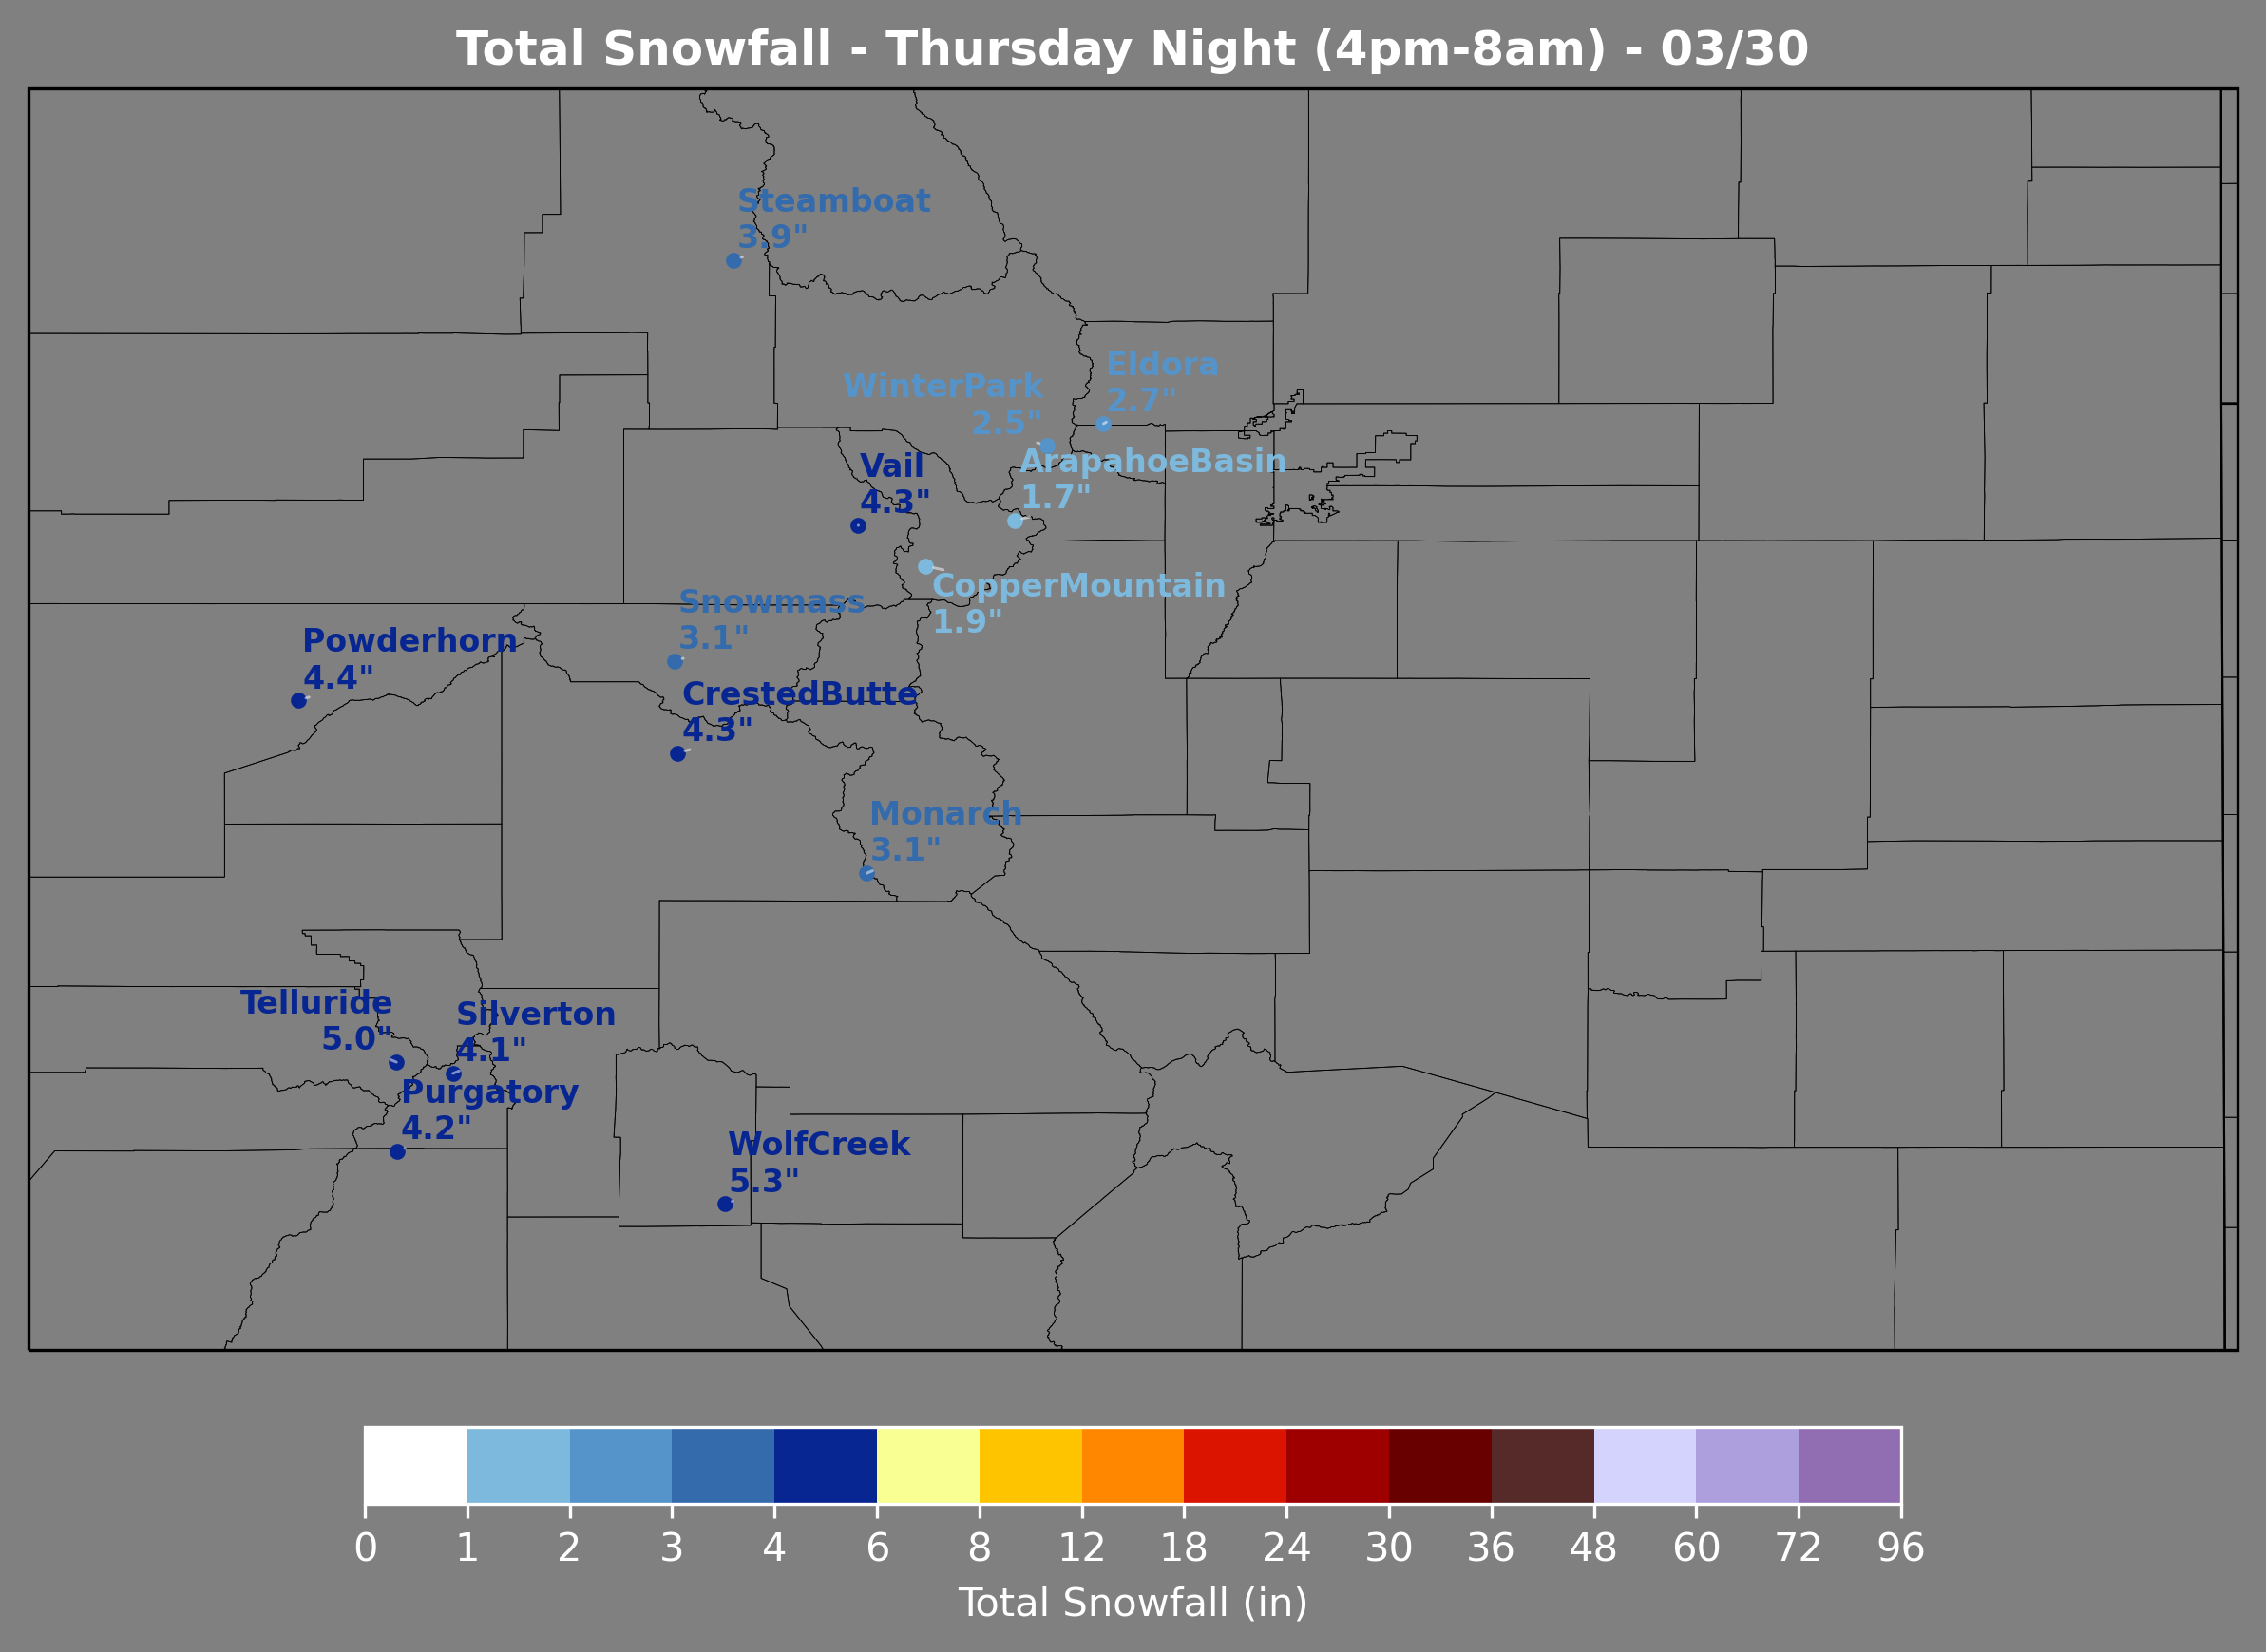 Total Snowfall - Thursday Night (4pm-8am) - 03/30
Steamboat
3.9"
Eldora
2.7"
WinterPark
2.5"
Vail
4.3"
ArapahoeBasin
1.7"
CopperMountain
1.9"
Snowmass
3.1"
Powderhorn
4.4"
CrestedButte
4.3"
Monarch
3.1"
Telluride
5.0"
Silverton
4.1"
Purgatory
4.2"
WolfCreek
5.3"
0 1 2 3 4 6 8 12 18 24 30 36 48 60 72 96
Total Snowfall (in)